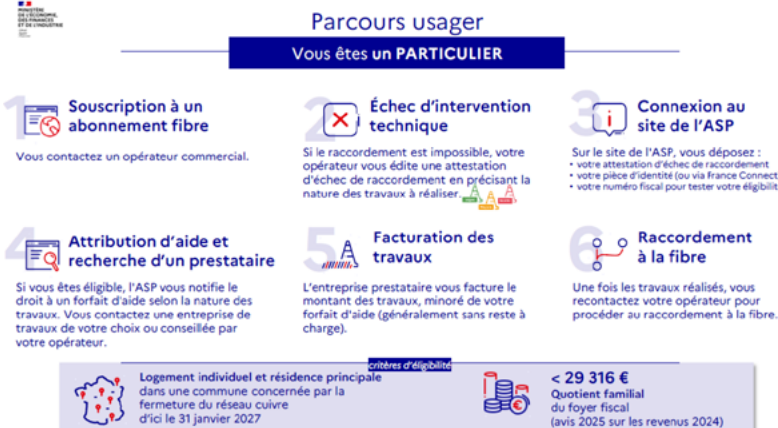 MINISTÈRE
DE L'ÉCONOMIE,
DES FINANCES
ET DE L'INDUSTRIE
Parcours usager
Vous êtes un PARTICULIER
1
Souscription à un
abonnement fibre
Vous contactez un opérateur commercial.
2
Échec d'intervention
technique
Si le raccordement est impossible, votre
opérateur vous édite une attestation
d'échec de raccordement en précisant la
nature des travaux à réaliser.
3
Connexion au
site de l'ASP
Sur le site de l'ASP, vous déposez :
• votre attestation d'échec de raccordement
• votre pièce d'identité (ou via France Connect
• votre numéro fiscal pour tester votre éligibilit
4
Attribution d'aide et
recherche d'un prestataire
Si vous êtes éligible, l'ASP vous notifie le
droit à un forfait d'aide selon la nature des
travaux. Vous contactez une entreprise de
travaux de votre choix ou conseillée par
votre opérateur.
5
Facturation des
travaux
L'entreprise prestataire vous facture le
montant des travaux, minoré de votre
forfait d'aide (généralement sans reste à
charge).
6
Raccordement
à la fibre
Une fois les travaux réalisés, vous
recontactez votre opérateur pour
procéder au raccordement à la fibre.
critères d'éligibilité
Logement individuel et résidence principale
dans une commune concernée par la
fermeture du réseau cuivre
d'ici le 31 janvier 2027
< 29 316 €
Quotient familial
du foyer fiscal
(avis 2025 sur les revenus 2024)